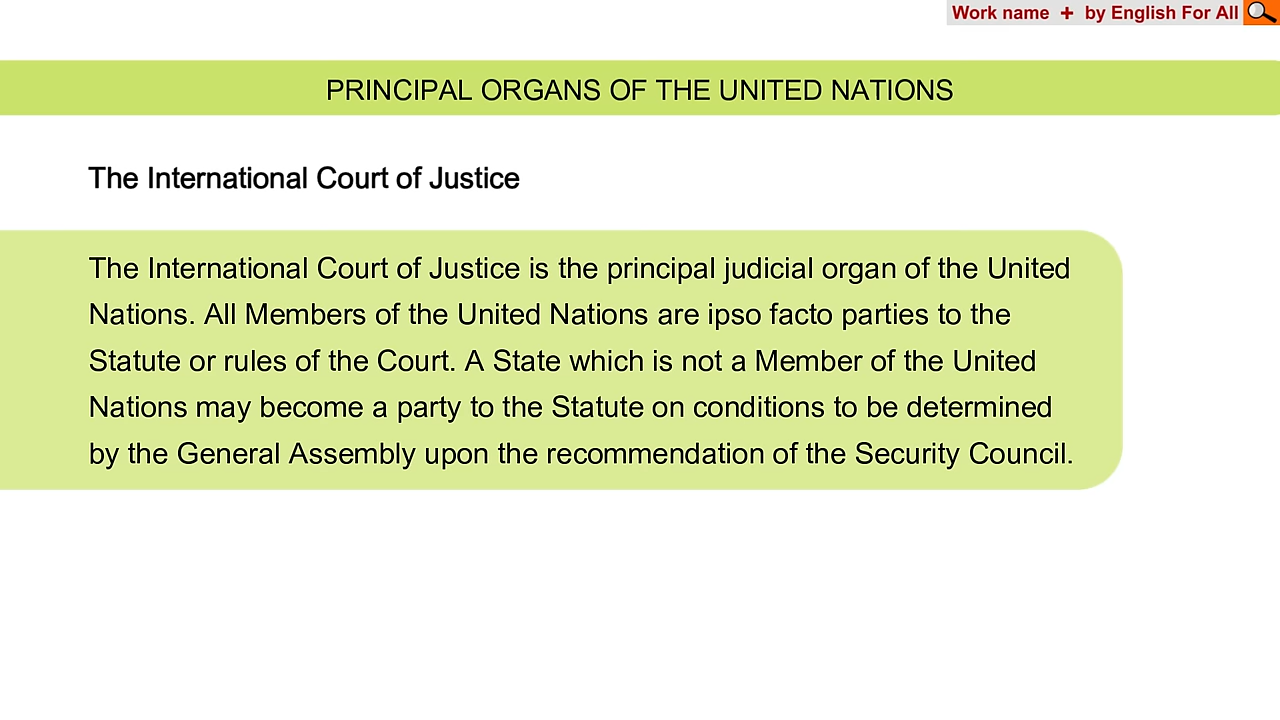 Work name + by English For All
PRINCIPAL ORGANS OF THE UNITED NATIONS
The International Court of Justice
The International Court of Justice is the principal judicial organ of the United
Nations. All Members of the United Nations are ipso facto parties to the
Statute or rules of the Court. A State which is not a Member of the United
Nations may become a party to the Statute on conditions to be determined
by the General Assembly upon the recommendation of the Security Council.